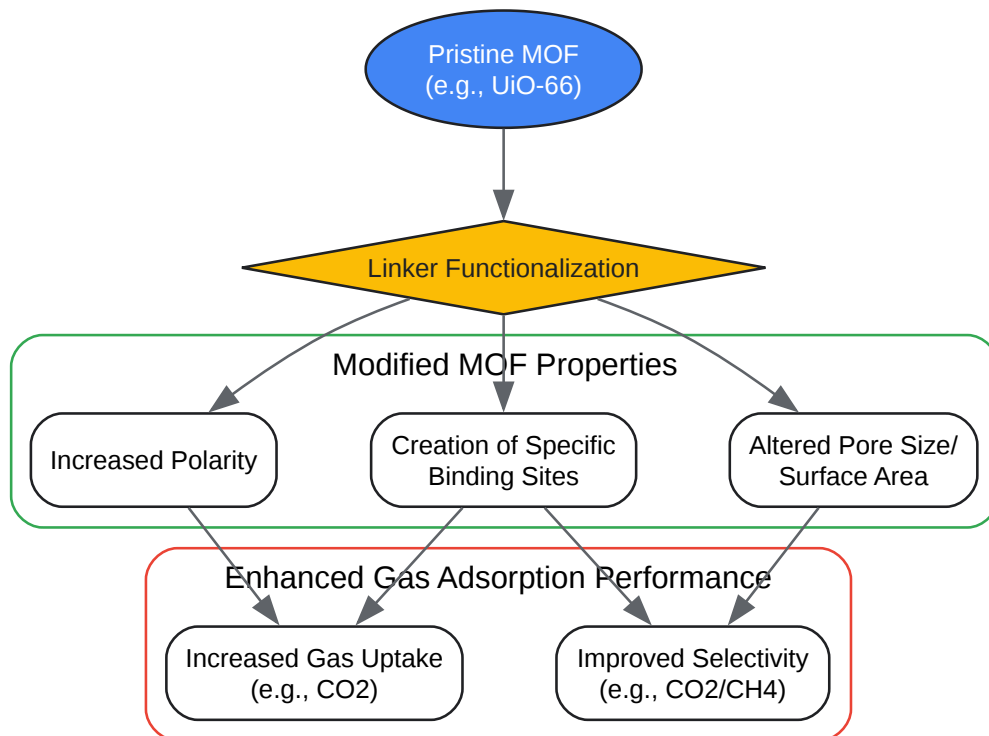 Pristine MOF
(e.g., UiO-66)
Linker Functionalization
Modified MOF Properties
Increased Polarity
Creation of Specific
Binding Sites
Altered Pore Size/
Surface Area
Enhanced Gas Adsorption Performance
Increased Gas Uptake
(e.g., CO2)
Improved Selectivity
(e.g., CO2/CH4)